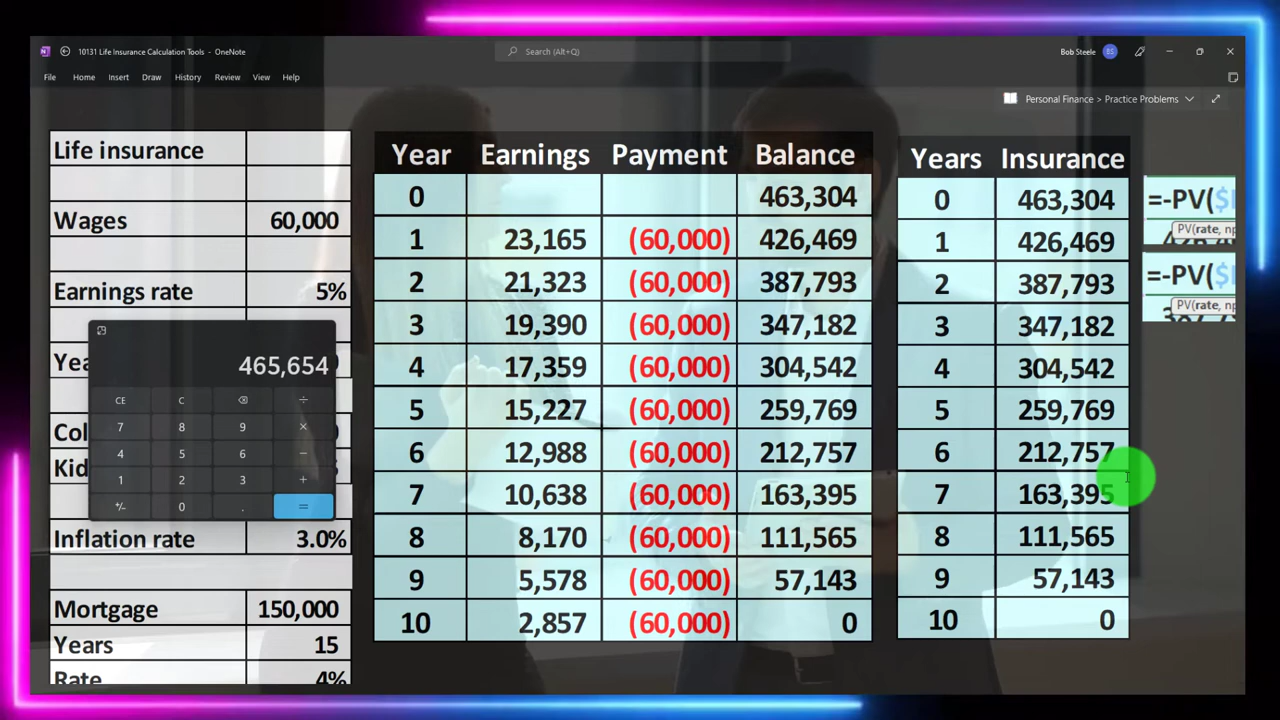 10131 Life Insurance Calculation Tools - OneNote
Search (Alt+Q)
Bob Steele BS
File Home Insert Draw History Review View Help
Personal Finance > Practice Problems
Life insurance
Wages 60,000
Earnings rate 5%
Yea
Col
Kid
Inflation rate 3.0%
Mortgage 150,000
Years 15
Rate 4%
465,654
CE C ÷
7 8 9 ×
4 5 6 −
1 2 3 +
+/- 0 . =
Year Earnings Payment Balance
0 463,304
1 23,165 (60,000) 426,469
2 21,323 (60,000) 387,793
3 19,390 (60,000) 347,182
4 17,359 (60,000) 304,542
5 15,227 (60,000) 259,769
6 12,988 (60,000) 212,757
7 10,638 (60,000) 163,395
8 8,170 (60,000) 111,565
9 5,578 (60,000) 57,143
10 2,857 (60,000) 0
Years Insurance
0 463,304
1 426,469
2 387,793
3 347,182
4 304,542
5 259,769
6 212,757
7 163,395
8 111,565
9 57,143
10 0
=-PV($
PV(rate, np
=-PV($
PV(rate, np